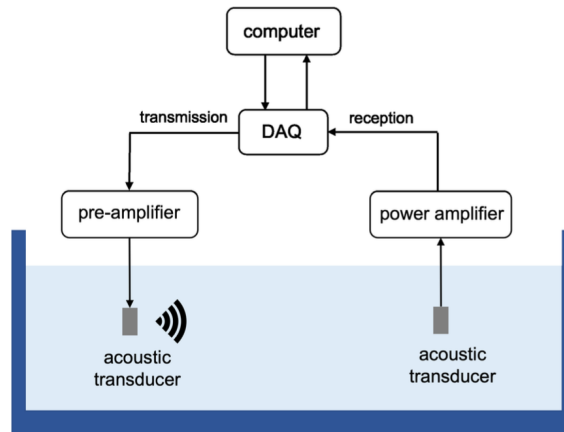 computer
transmission
reception
DAQ
pre-amplifier
power amplifier
acoustic
transducer
acoustic
transducer